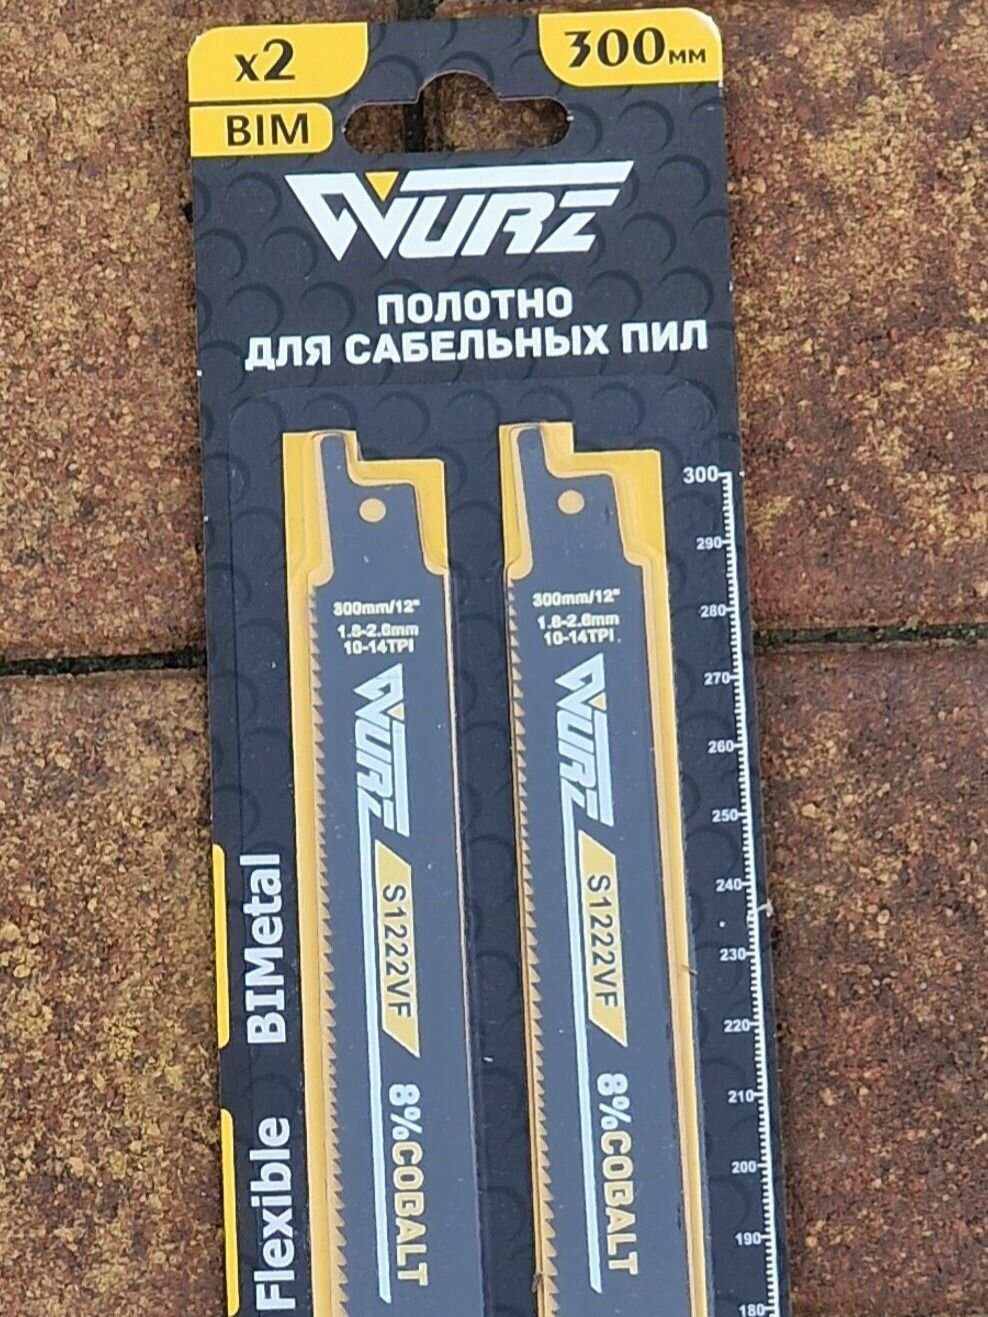 x2
300мм
BIM
WURZ
ПОЛОТНО
ДЛЯ САБЕЛЬНЫХ ПИЛ
300mm/12"
1.8-2.6mm
10-14TPI
WURZ
S1222VF
8%COBALT
300mm/12"
1.8-2.6mm
10-14TPI
WURZ
S1222VF
8%COBALT
Flexible BIMetal
300
290
280
270
260
250
240
230
220
210
200
190
180